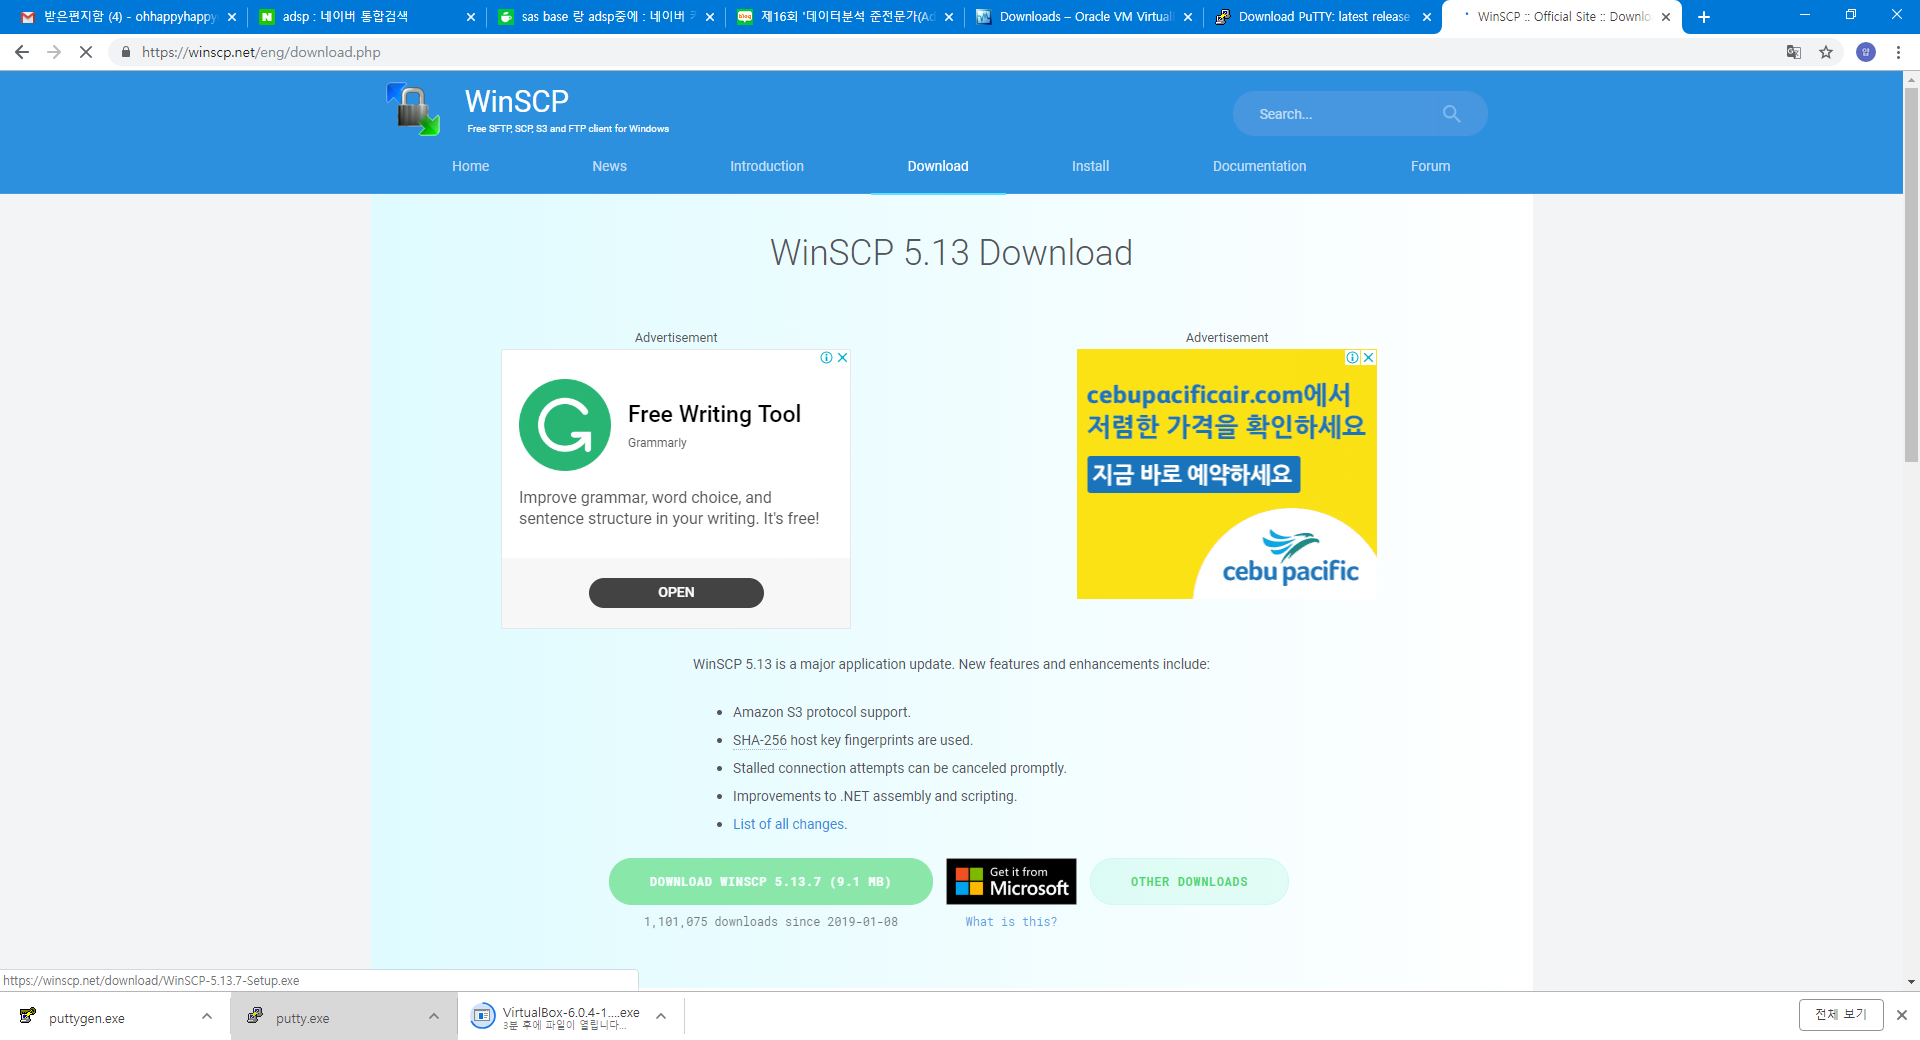 받은편지함 (4) - ohhappyhappy
adsp : 네이버 통합검색
sas base 랑 adsp중에 : 네이버
제16회 '데이터분석 준전문가(Ad
Downloads – Oracle VM Virtual
Download PuTTY: latest release
WinSCP :: Official Site :: Downlo
https://winscp.net/eng/download.php
WinSCP
Free SFTP, SCP, S3 and FTP client for Windows
Search...
Home
News
Introduction
Download
Install
Documentation
Forum
WinSCP 5.13 Download
Advertisement
Free Writing Tool
Grammarly
Improve grammar, word choice, and
sentence structure in your writing. It's free!
OPEN
Advertisement
cebupacificair.com에서
저렴한 가격을 확인하세요
지금 바로 예약하세요
cebu pacific
WinSCP 5.13 is a major application update. New features and enhancements include:
Amazon S3 protocol support.
SHA-256 host key fingerprints are used.
Stalled connection attempts can be canceled promptly.
Improvements to .NET assembly and scripting.
List of all changes.
DOWNLOAD WINSCP 5.13.7 (9.1 MB)
Get it from
Microsoft
OTHER DOWNLOADS
1,101,075 downloads since 2019-01-08
What is this?
https://winscp.net/download/WinSCP-5.13.7-Setup.exe
puttygen.exe
putty.exe
VirtualBox-6.0.4-1....exe
3분 후에 파일이 열립니다...
전체 보기